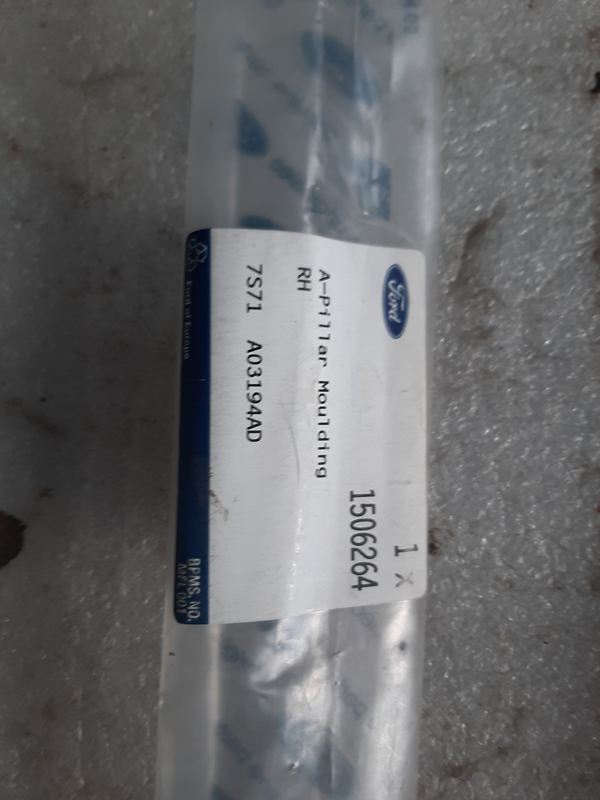 Ford
1 x
1506264
A-Pillar Moulding
RH
7S71 A03194AD
Ford of Europe
BPMS. NO.